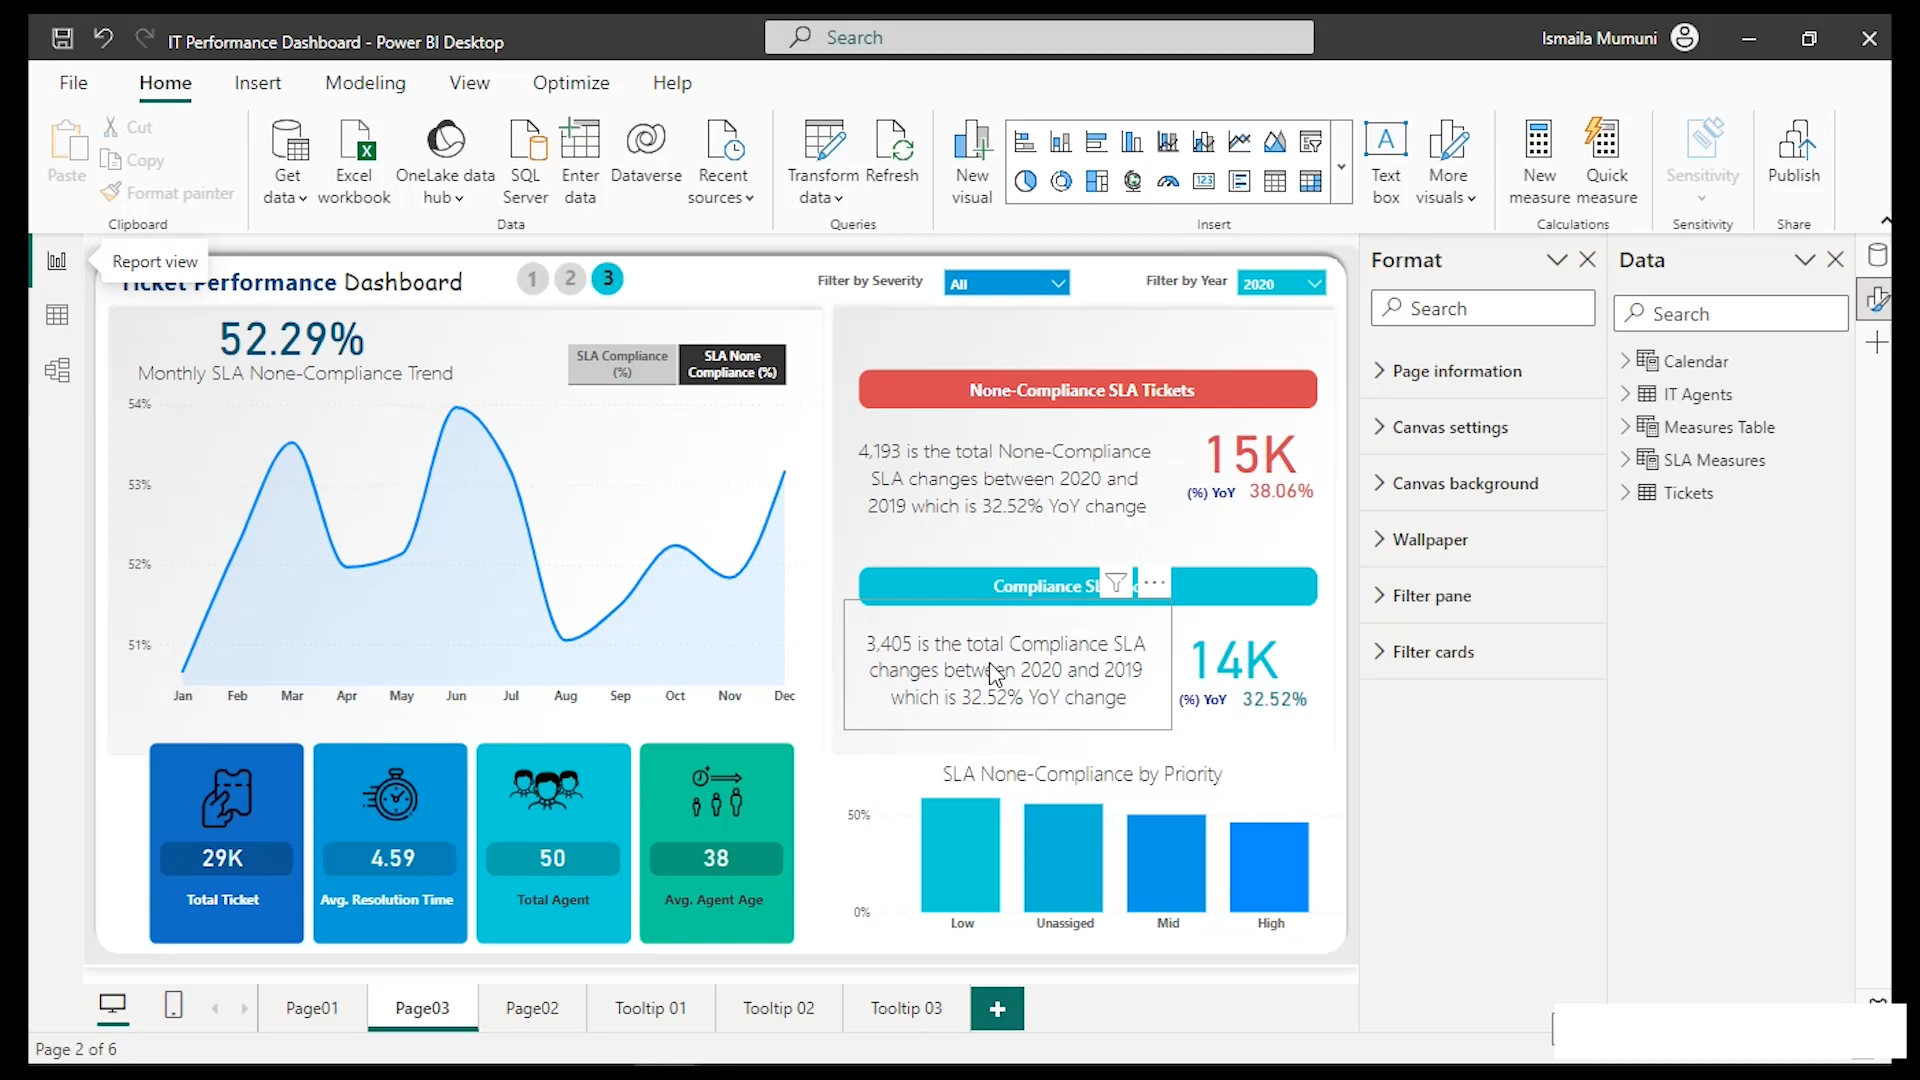 IT Performance Dashboard - Power BI Desktop
Search
Ismaila Mumuni
File
Home
Insert
Modeling
View
Optimize
Help
Paste
Cut
Copy
Format painter
Clipboard
Get
data
Excel
workbook
OneLake data
hub
SQL
Server
Enter
data
Dataverse
Recent
sources
Data
Transform
data
Refresh
Queries
New
visual
123
Insert
A
Text
box
More
visuals
New
measure
Quick
measure
Calculations
Sensitivity
Sensitivity
Publish
Share
Report view
Ticket Performance Dashboard
1
2
3
Filter by Severity
All
Filter by Year
2020
52.29%
Monthly SLA None-Compliance Trend
SLA Compliance
(%)
SLA None
Compliance (%)
54%
53%
52%
51%
Jan
Feb
Mar
Apr
May
Jun
Jul
Aug
Sep
Oct
Nov
Dec
None-Compliance SLA Tickets
4,193 is the total None-Compliance
SLA changes between 2020 and
2019 which is 32.52% YoY change
15K
(%) YoY 38.06%
Compliance SL
3,405 is the total Compliance SLA
changes between 2020 and 2019
which is 32.52% YoY change
14K
(%) YoY 32.52%
29K
Total Ticket
4.59
Avg. Resolution Time
50
Total Agent
38
Avg. Agent Age
SLA None-Compliance by Priority
50%
0%
Low
Unassiged
Mid
High
Format
Search
Page information
Canvas settings
Canvas background
Wallpaper
Filter pane
Filter cards
Data
Search
Calendar
IT Agents
Measures Table
SLA Measures
Tickets
Page01
Page03
Page02
Tooltip 01
Tooltip 02
Tooltip 03
Page 2 of 6